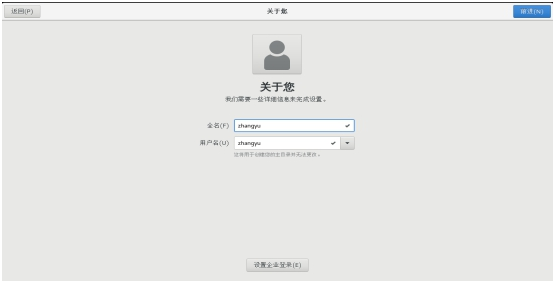 返回(P)
关于您
前进(N)
关于您
我们需要一些详细信息来完成设置。
全名(F)
zhangyu
用户名(U)
zhangyu
这将用于创建您的主目录并无法更改。
设置企业登录(E)